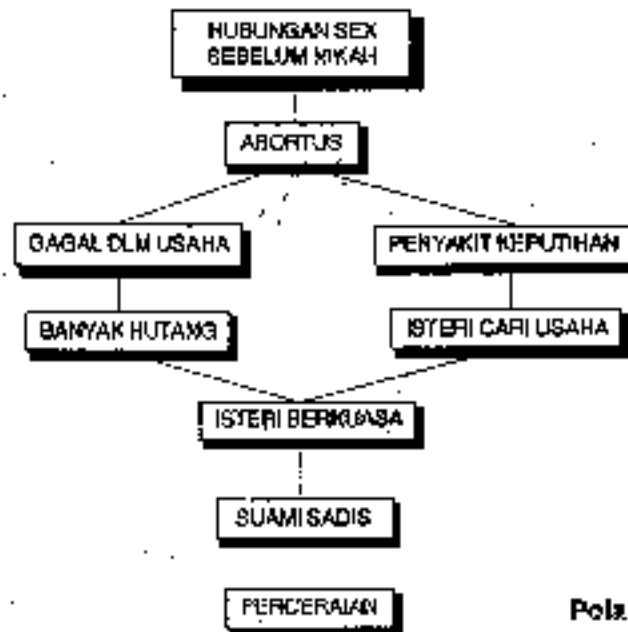 HUBUNGAN SEX
SEBELUM NIKAH
ABORTUS
GAGAL DLM USAHA
PENYAKIT KEPUTIHAN
BANYAK HUTANG
ISTERI CARI USAHA
ISTERI BERKUASA
SUAMI SADIS
PERCERAIAN
Pola